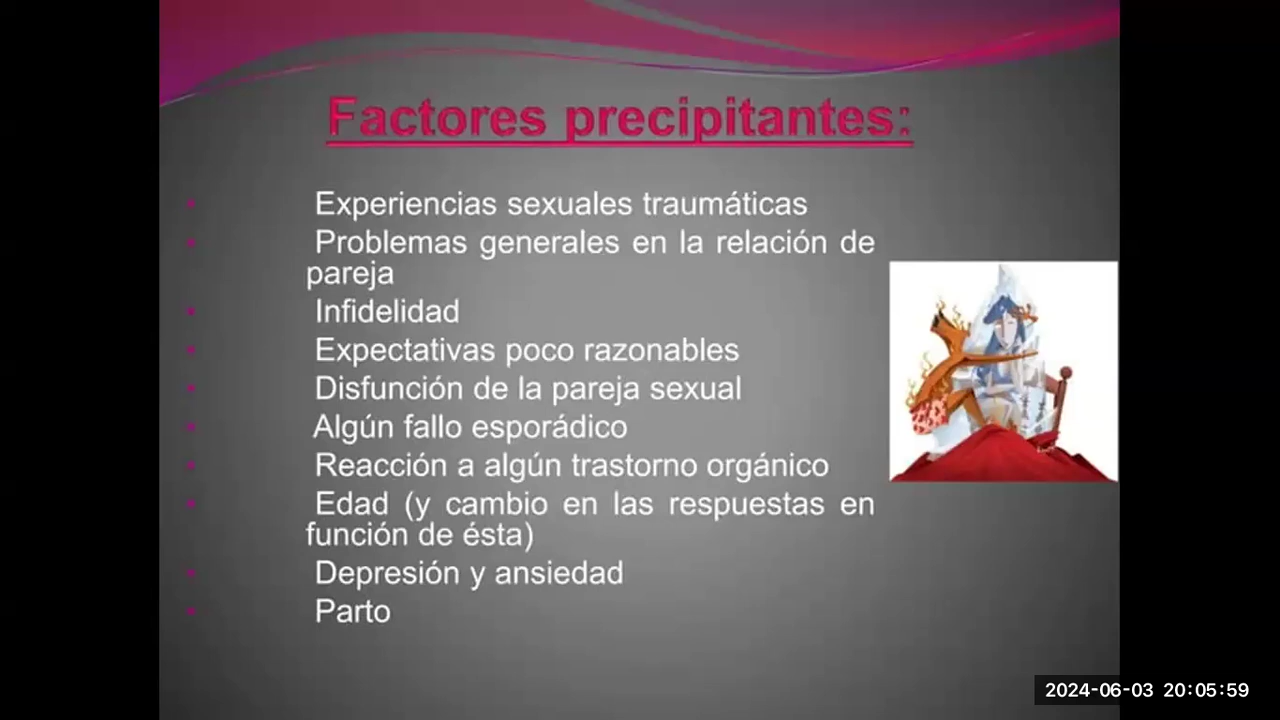 Factores precipitantes:
Experiencias sexuales traumáticas
Problemas generales en la relación de
pareja
Infidelidad
Expectativas poco razonables
Disfunción de la pareja sexual
Algún fallo esporádico
Reacción a algún trastorno orgánico
Edad (y cambio en las respuestas en
función de ésta)
Depresión y ansiedad
Parto
2024-06-03 20:05:59